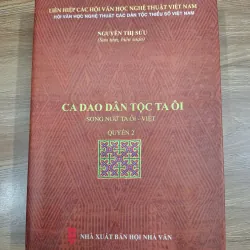 LIÊN HIỆP CÁC HỘI VĂN HỌC NGHỆ THUẬT VIỆT NAM
HỘI VĂN HỌC NGHỆ THUẬT CÁC DÂN TỘC THIỂU SỐ VIỆT NAM
NGUYỄN THỊ SỬU
(Sưu tầm, biên soạn)
CA DAO DÂN TỘC TA ÔI
SONG NGỮ TA ÔI - VIỆT
QUYỂN 2
NHÀ XUẤT BẢN HỘI NHÀ VĂN